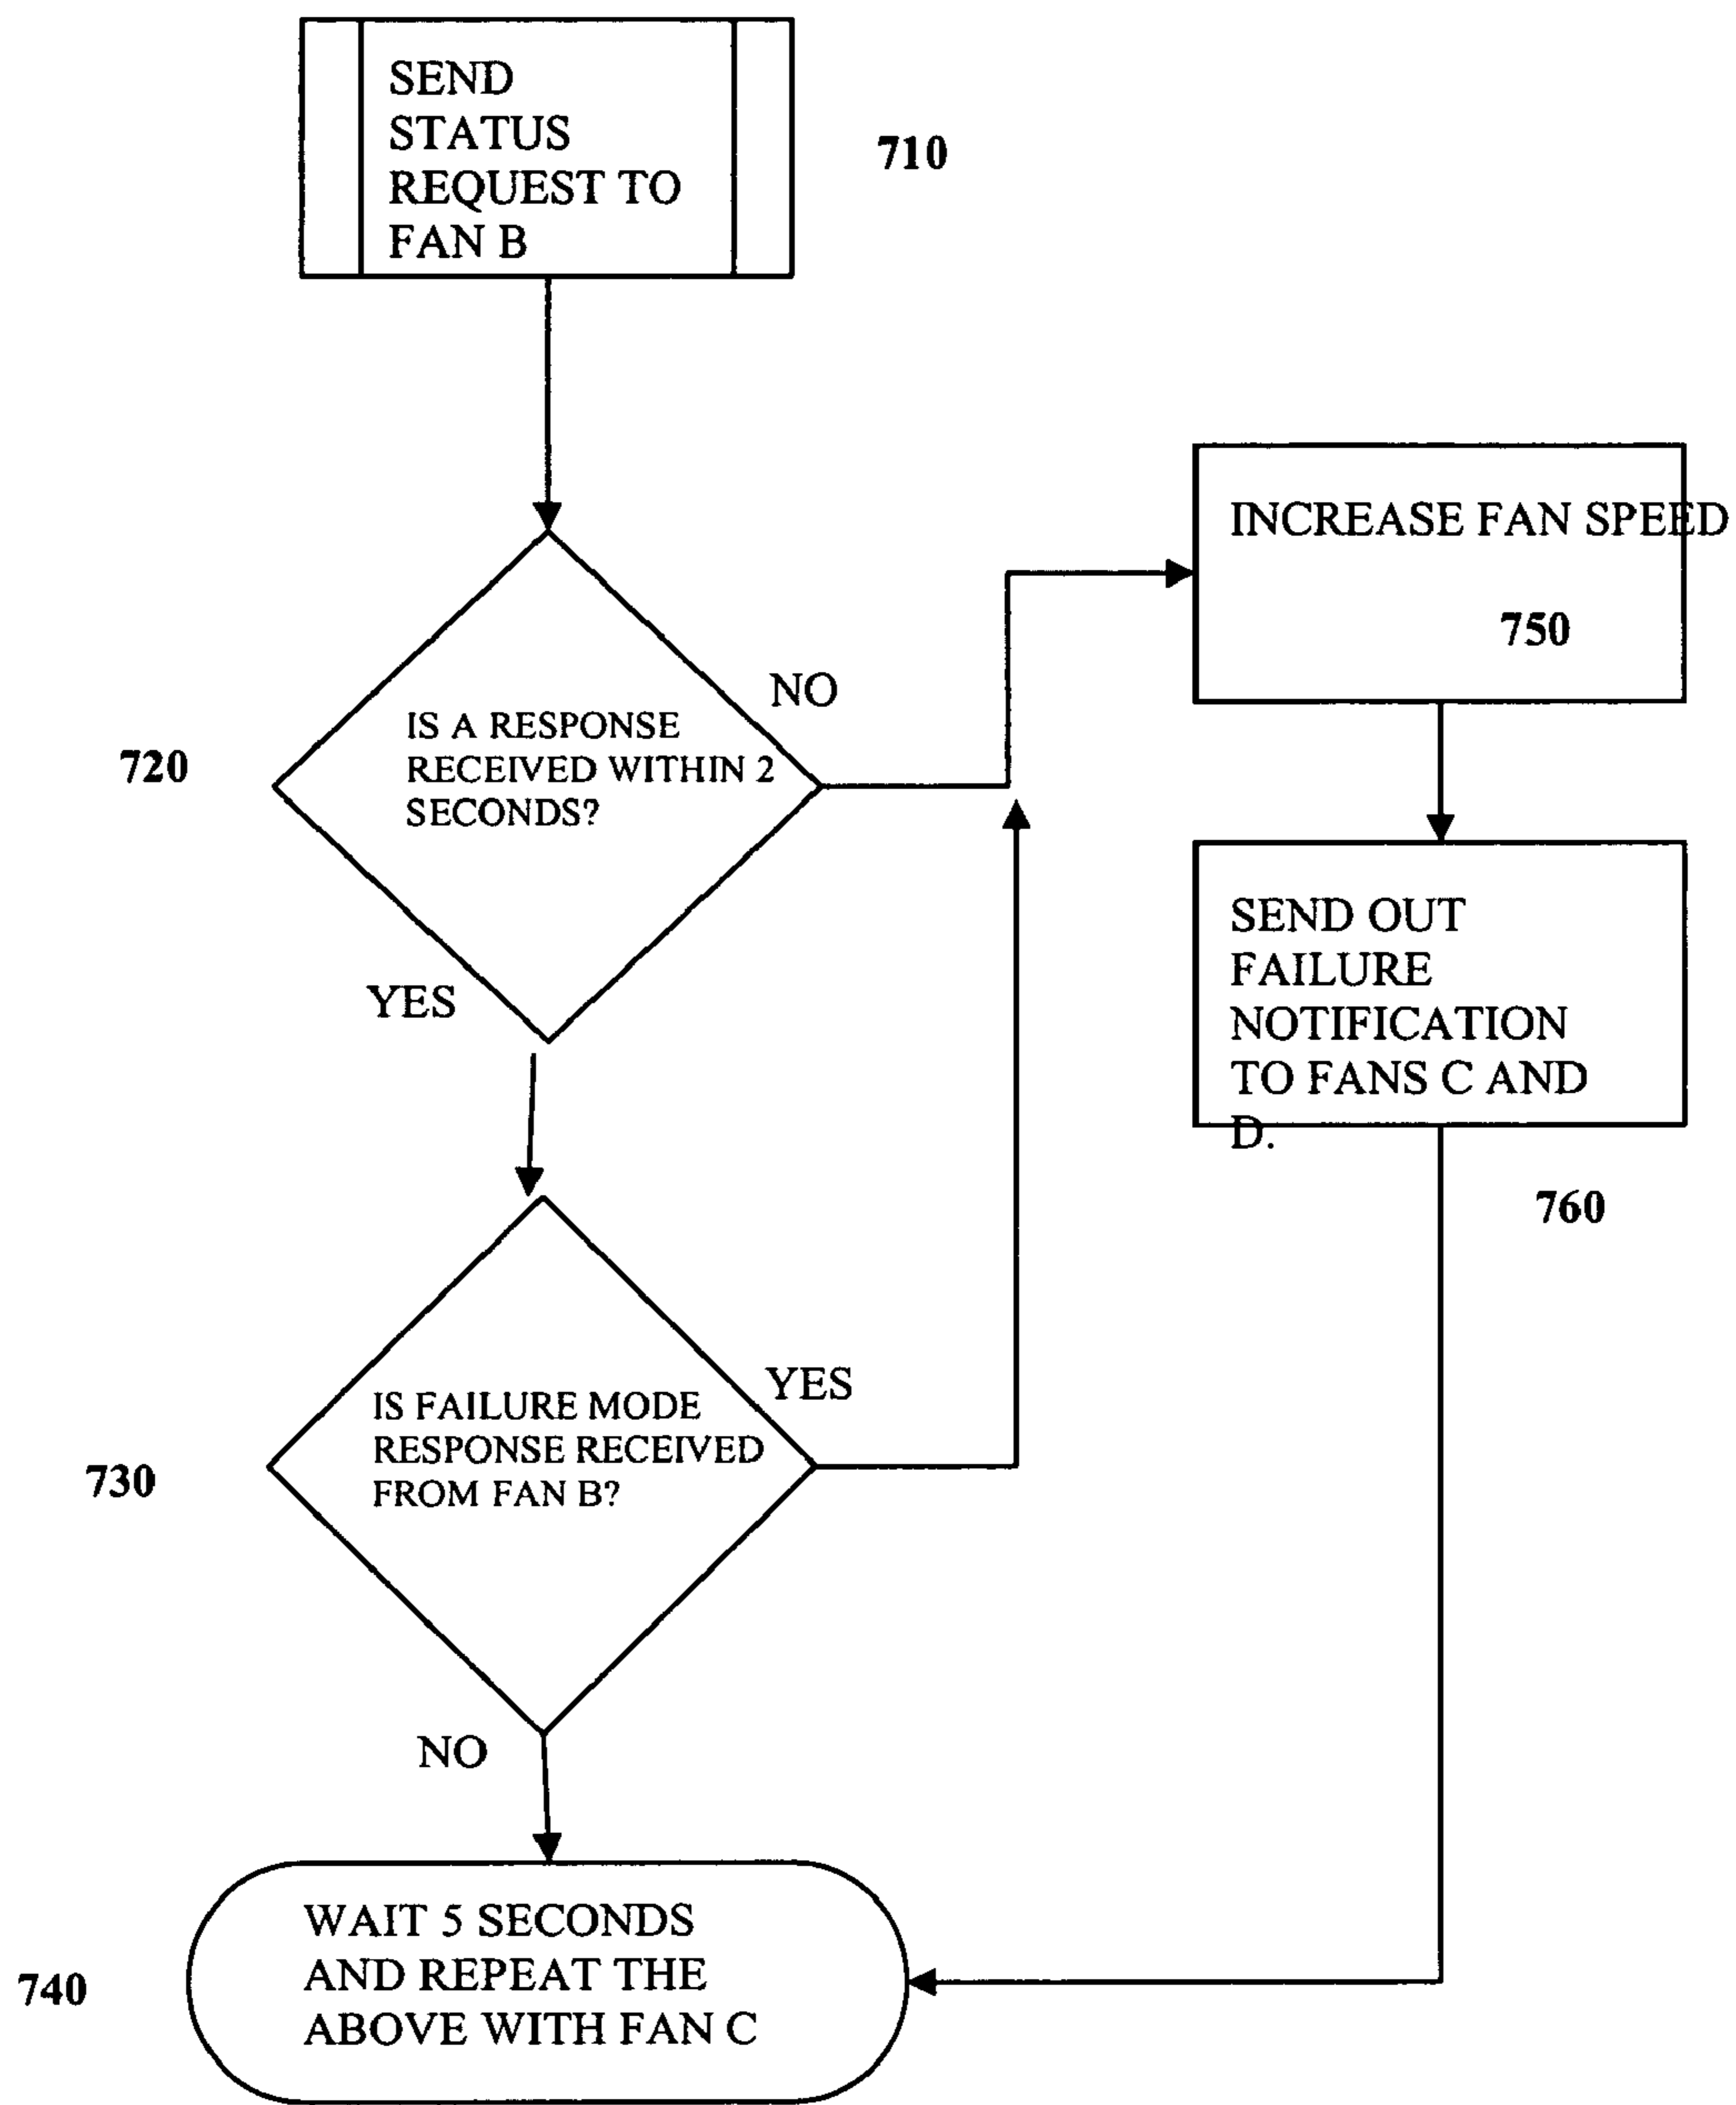 SEND
STATUS
REQUEST TO
FAN B
710
INCREASE FAN SPEED
750
NO
IS A RESPONSE
RECEIVED WITHIN 2
SECONDS?
720
YES
SEND OUT
FAILURE
NOTIFICATION
TO FANS C AND
D.
760
YES
IS FAILURE MODE
RESPONSE RECEIVED
FROM FAN B?
730
NO
WAIT 5 SECONDS
AND REPEAT THE
ABOVE WITH FAN C
740